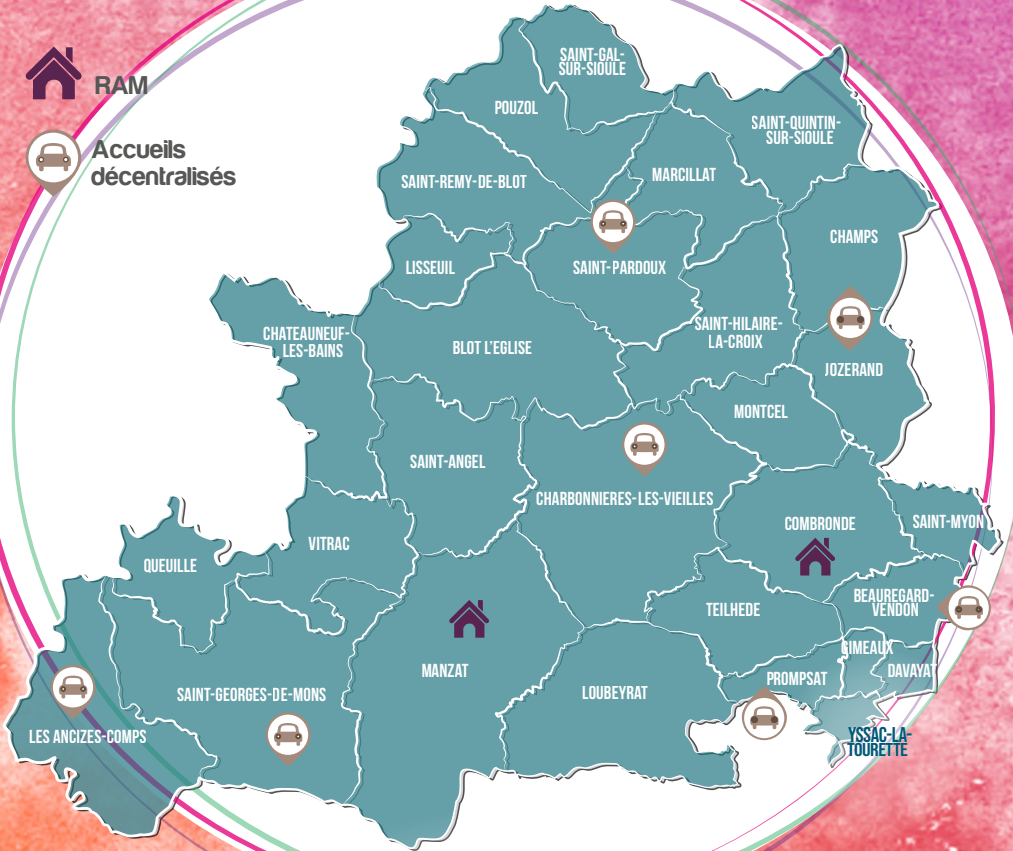 RAM
Accueils
décentralisés
SAINT-GAL-
SUR-SIOULE
POUZOL
SAINT-QUINTIN-
SUR-SIOULE
SAINT-REMY-DE-BLOT
MARCILLAT
CHAMPS
LISSEUIL
SAINT-PARDOUX
CHATEAUNEUF-
LES-BAINS
BLOT L'EGLISE
SAINT-HILAIRE-
LA-CROIX
JOZERAND
MONTCEL
SAINT-ANGEL
CHARBONNIERES-LES-VIEILLES
COMBRONDE
SAINT-MYON
VITRAC
QUEUILLE
BEAUREGARD-
VENDON
TEILHEDE
GIMEAUX
MANZAT
DAVAYAT
PROMPSAT
SAINT-GEORGES-DE-MONS
LOUBEYRAT
LES ANCIZES-COMPS
YSSAC-LA-
TOURETTE